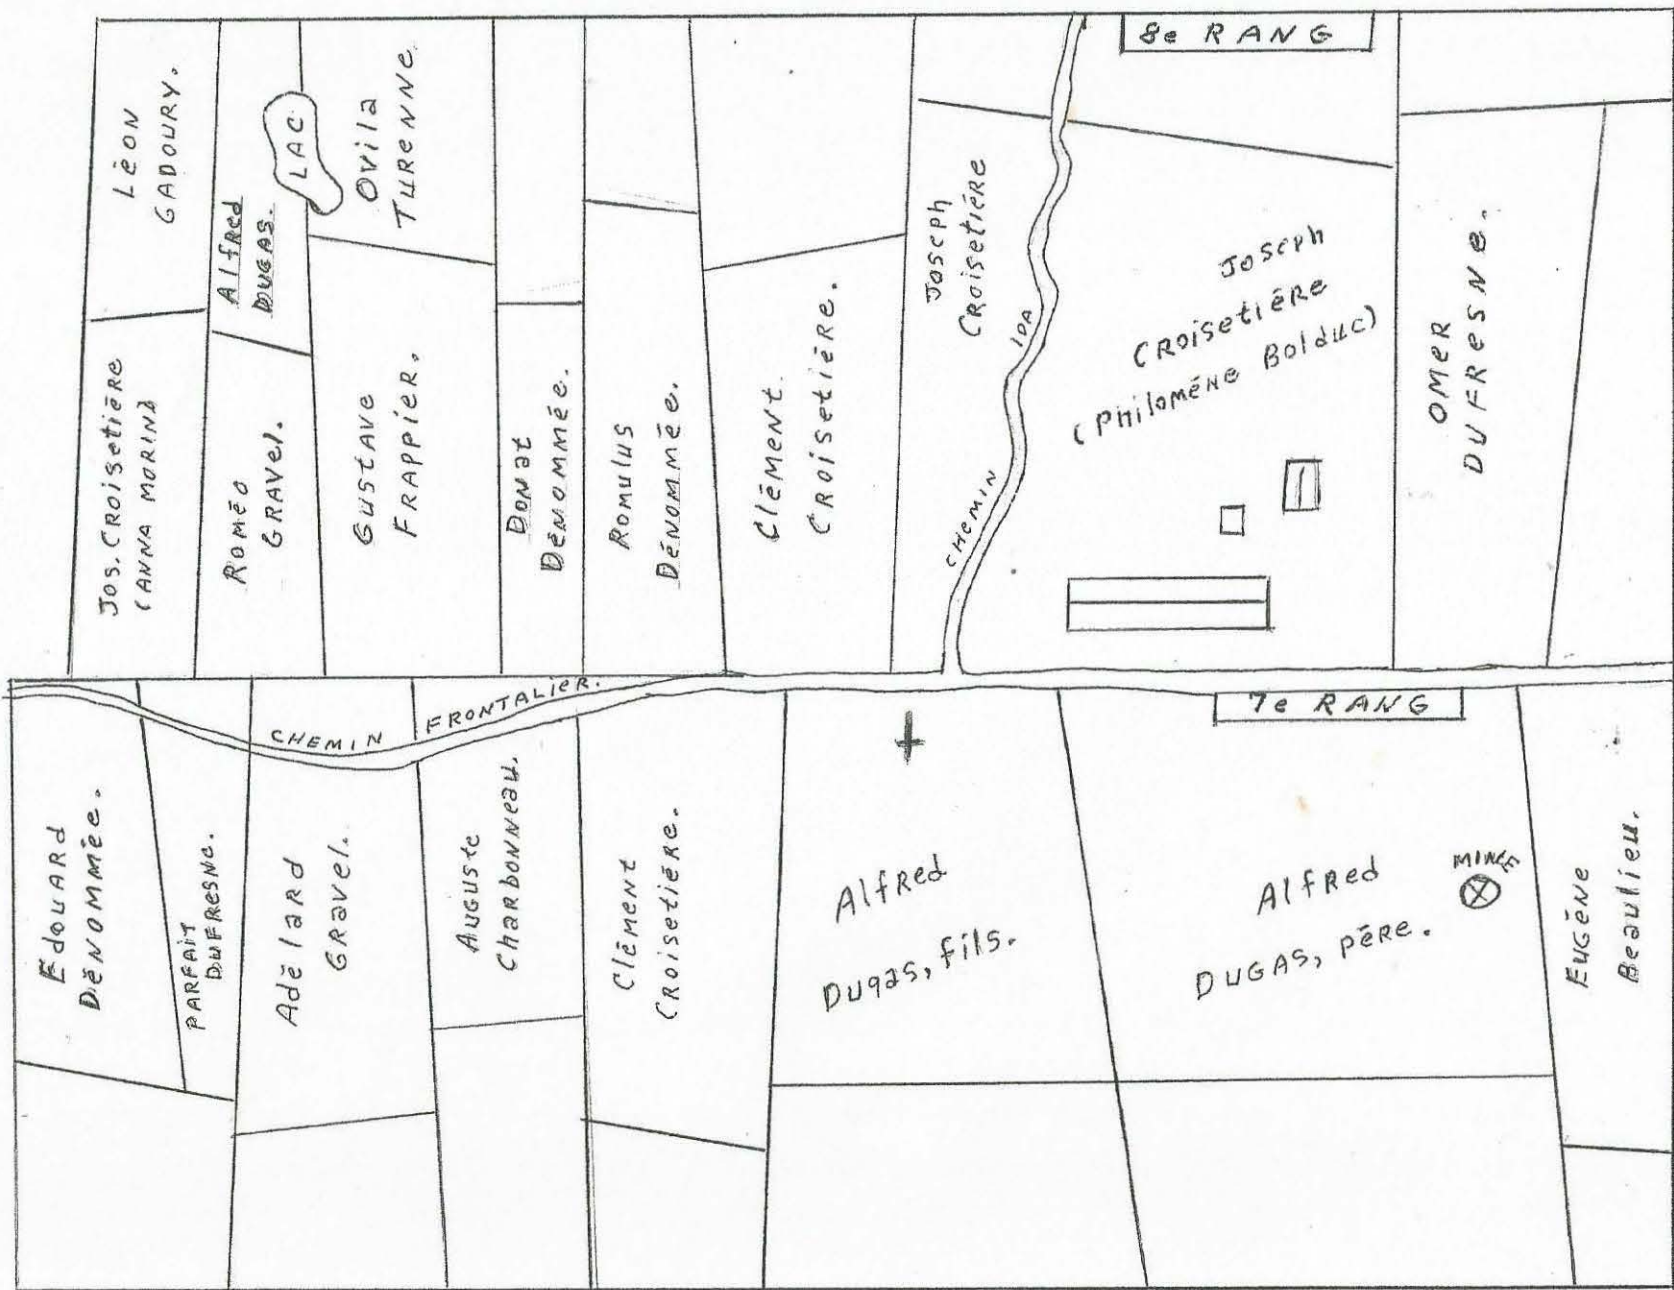 8e RANG
Léon
GADOURY.
Alfred
DUGAS.
LAC
Ovila
TURENNE
Jos. CROISETIÈRE
(ANNA MORIN)
ROMÉO
GRAVEL.
GUSTAVE
FRAPPIER.
DONAT
DÉNOMMÉE.
ROMULUS
DÉNOMMÉE.
CLÉMENT
CROISETIÈRE.
JOSEPH
CROISETIÈRE
CHEMIN IDA
JOSEPH
CROISETIÈRE
(Philomène Bolduc)
OMER
DUFRESNE.
CHEMIN FRONTALIER.
7e RANG
Edouard
DÉNOMMÉE.
PARFAIT
DUFRESNE.
Adélard
GRAVEL.
AUGUSTE
CHARBONNEAU.
CLÉMENT
CROISETIÈRE.
Alfred
Dugas, fils.
Alfred
DUGAS, père.
MINE
EUGÈNE
Beaulieu.